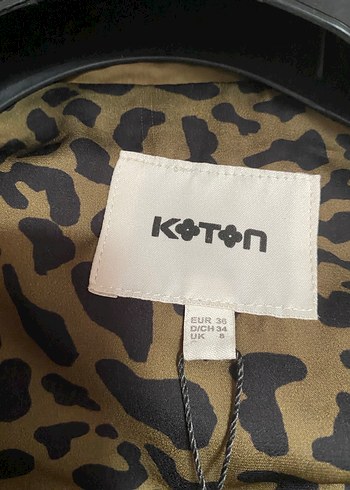 KOTON
EUR 36
D/CH 34
UK 8